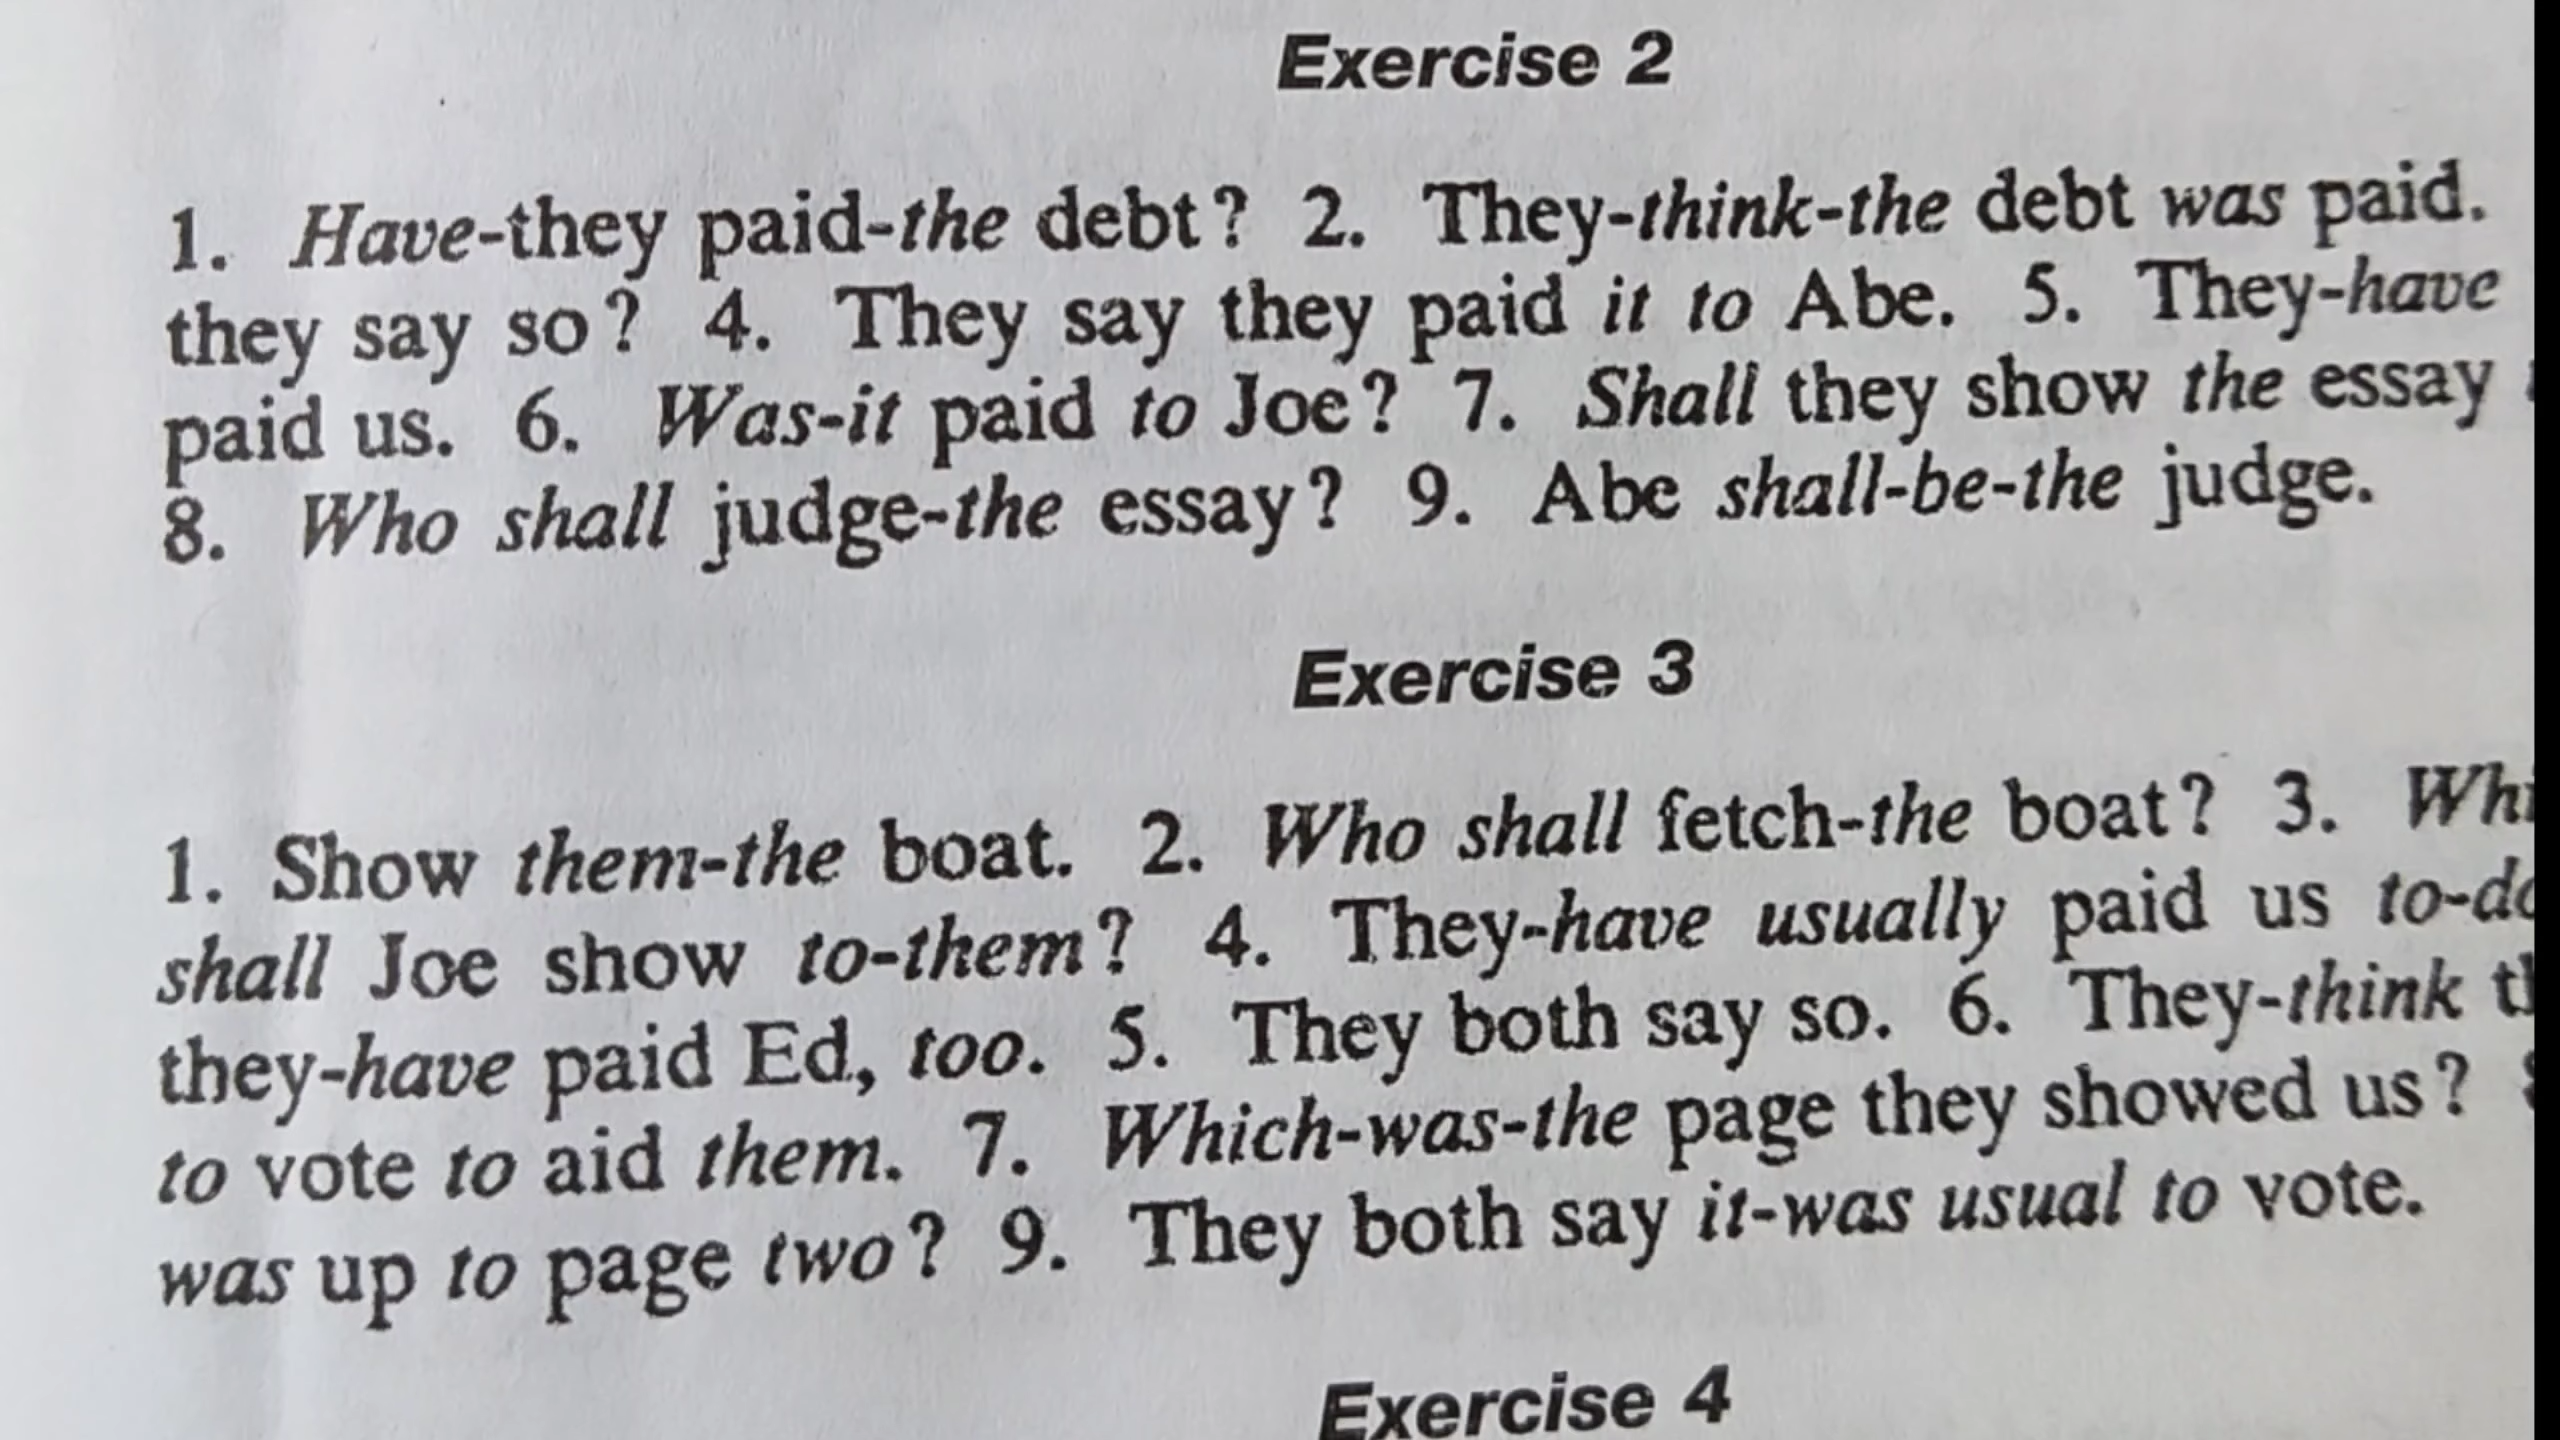 Exercise 2
1. Have-they paid-the debt? 2. They-think-the debt was paid.
they say so? 4. They say they paid it to Abe. 5. They-have
paid us. 6. Was-it paid to Joe? 7. Shall they show the essay
8. Who shall judge-the essay? 9. Abe shall-be-the judge.
Exercise 3
1. Show them-the boat. 2. Who shall fetch-the boat? 3.
shall Joe show to-them? 4. They-have usually paid us
they-have paid Ed, too. 5. They both say so. 6. They-think
to vote to aid them. 7. Which-was-the page they showed us?
was up to page two? 9. They both say it-was usual to vote.
Exercise 4